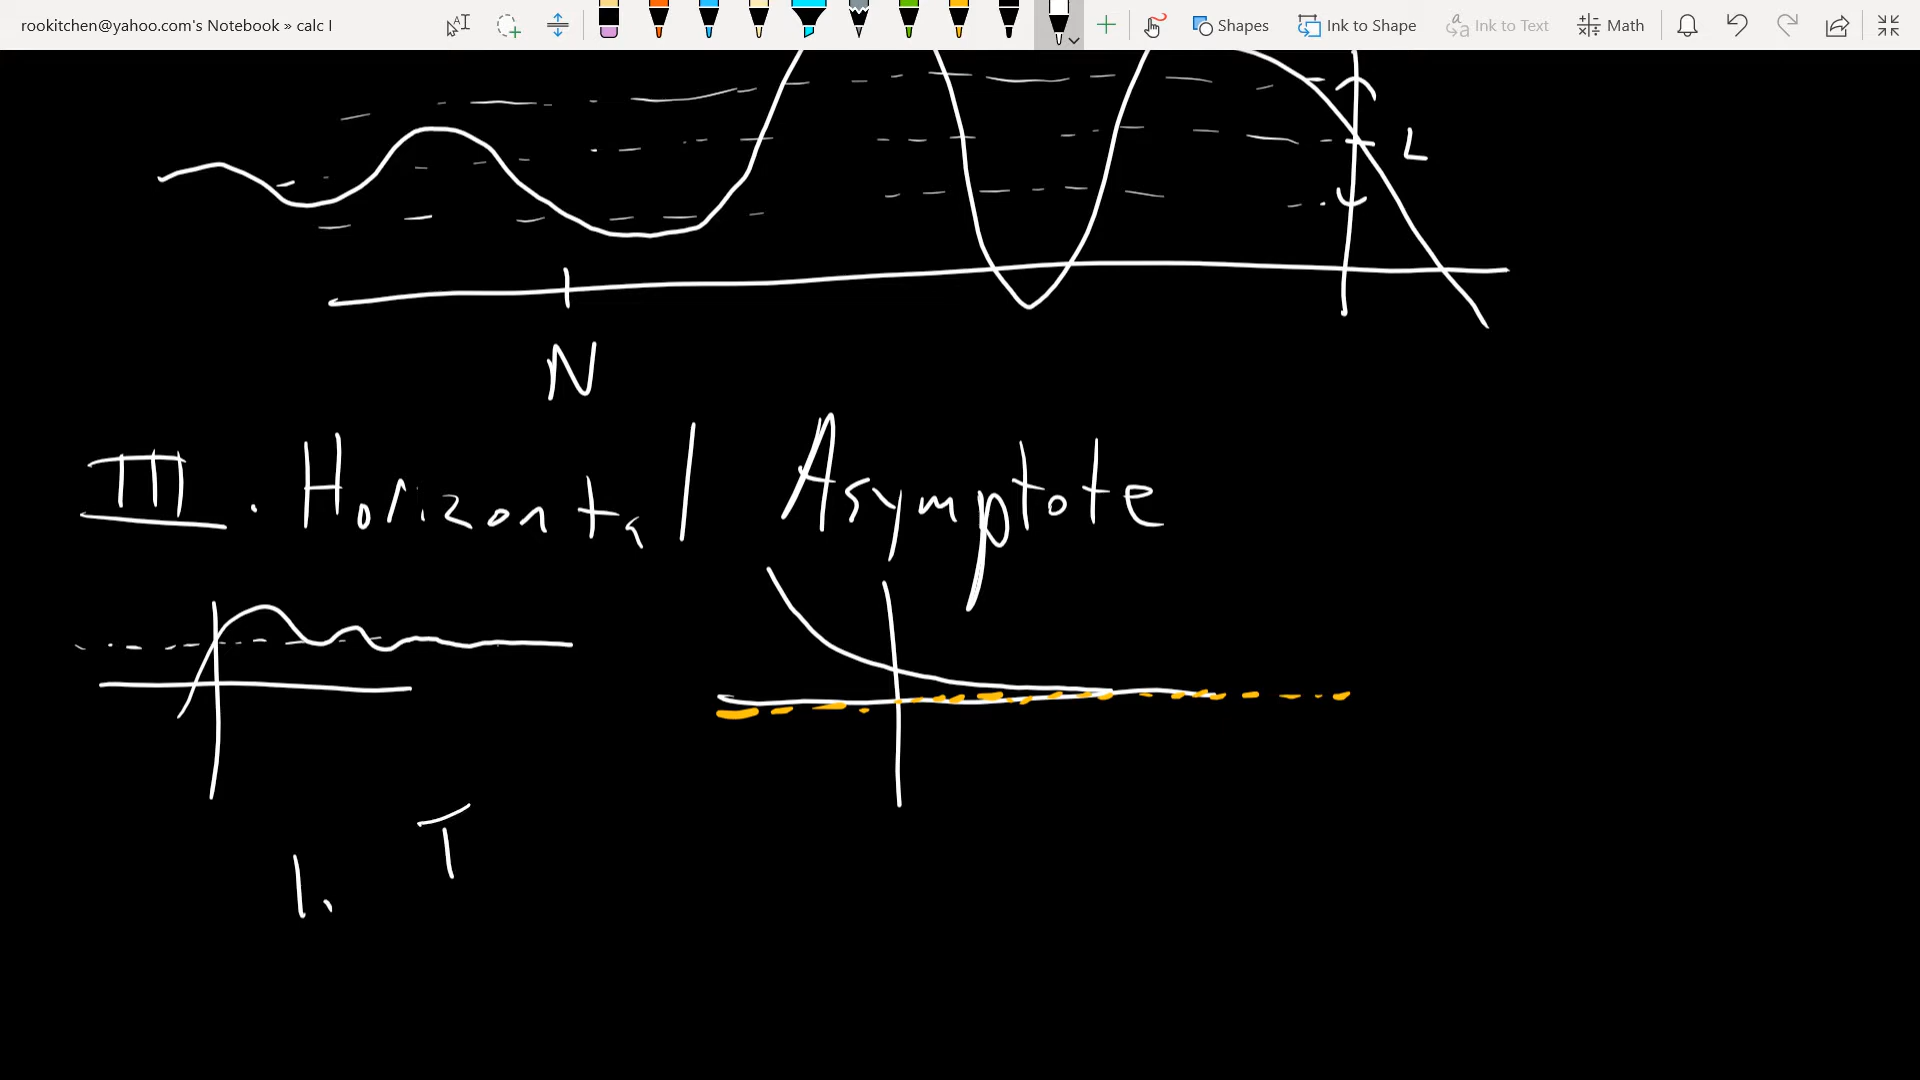 rookitchen@yahoo.com's Notebook » calc I
Shapes
Ink to Shape
Ink to Text
Math
L
N
III. Horizontal Asymptote
1. T